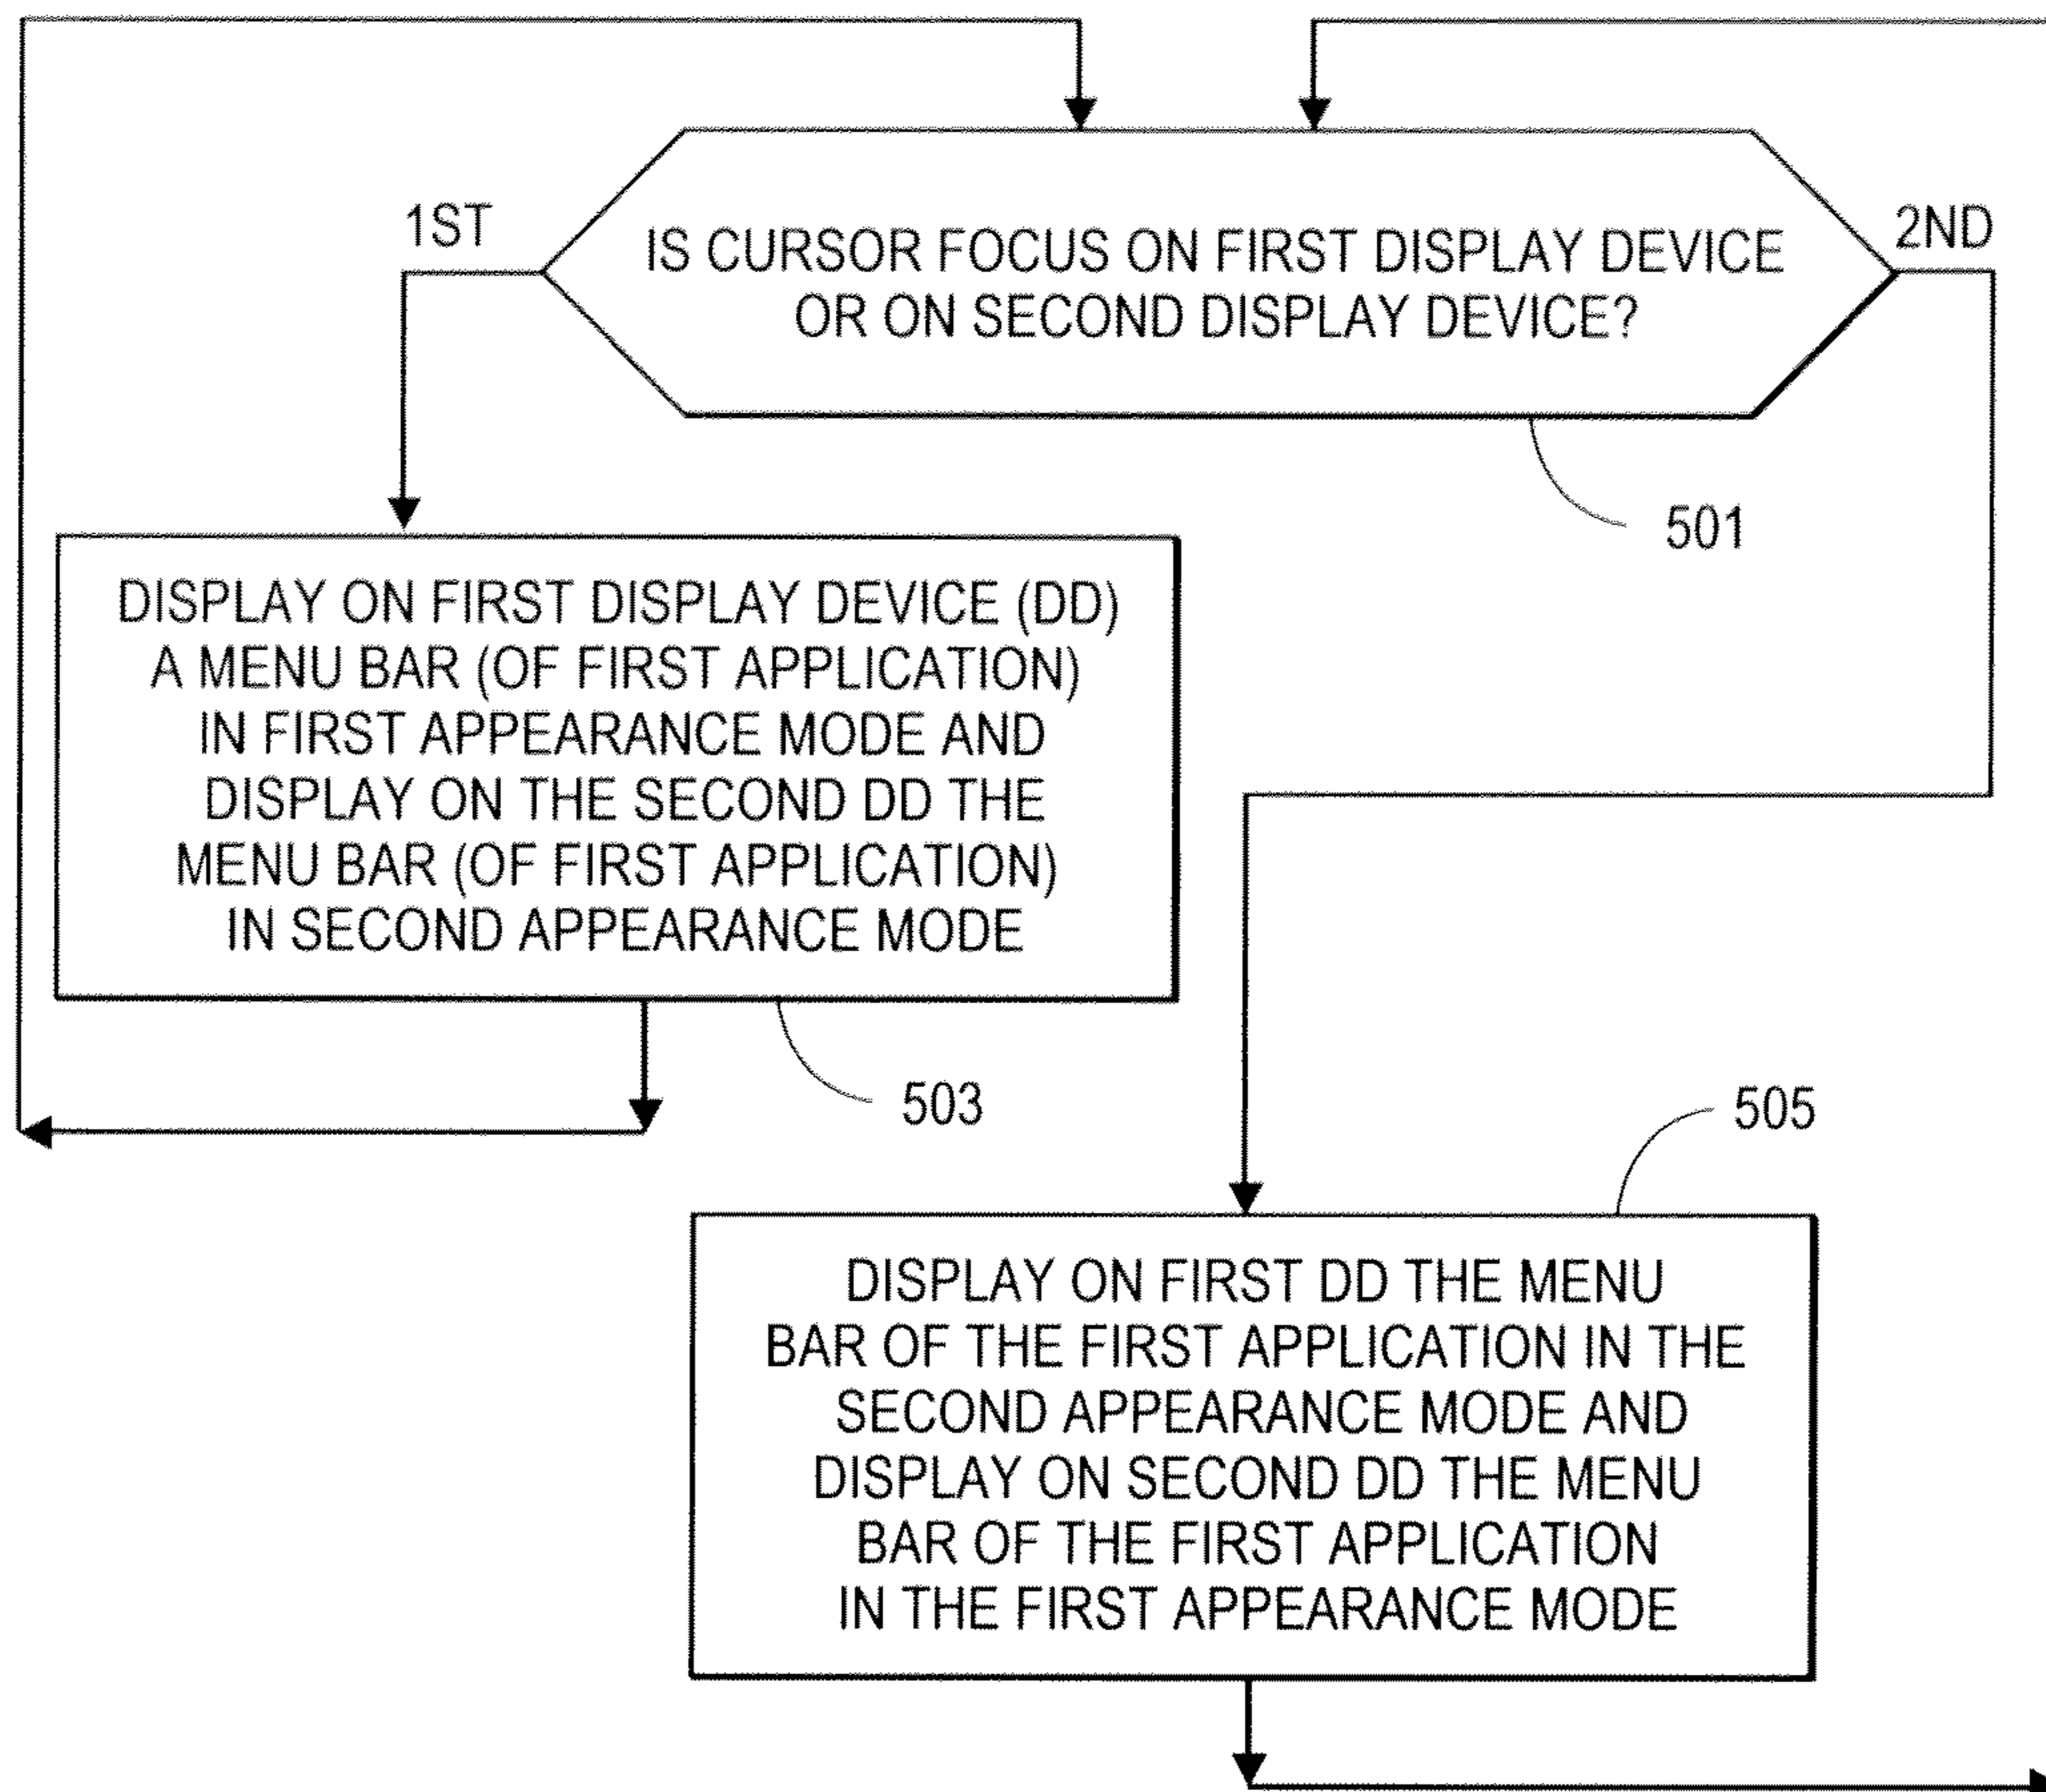 1ST
2ND
IS CURSOR FOCUS ON FIRST DISPLAY DEVICE
OR ON SECOND DISPLAY DEVICE?
501
DISPLAY ON FIRST DISPLAY DEVICE (DD)
A MENU BAR (OF FIRST APPLICATION)
IN FIRST APPEARANCE MODE AND
DISPLAY ON THE SECOND DD THE
MENU BAR (OF FIRST APPLICATION)
IN SECOND APPEARANCE MODE
503
505
DISPLAY ON FIRST DD THE MENU
BAR OF THE FIRST APPLICATION IN THE
SECOND APPEARANCE MODE AND
DISPLAY ON SECOND DD THE MENU
BAR OF THE FIRST APPLICATION
IN THE FIRST APPEARANCE MODE